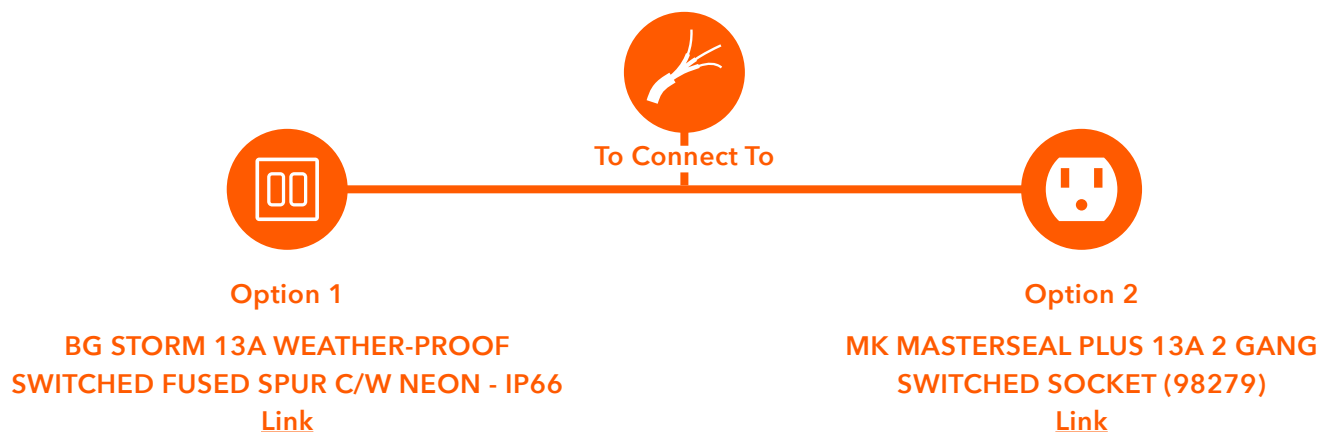 To Connect To
Option 1
BG STORM 13A WEATHER-PROOF
SWITCHED FUSED SPUR C/W NEON - IP66
Link
Option 2
MK MASTERSEAL PLUS 13A 2 GANG
SWITCHED SOCKET (98279)
Link